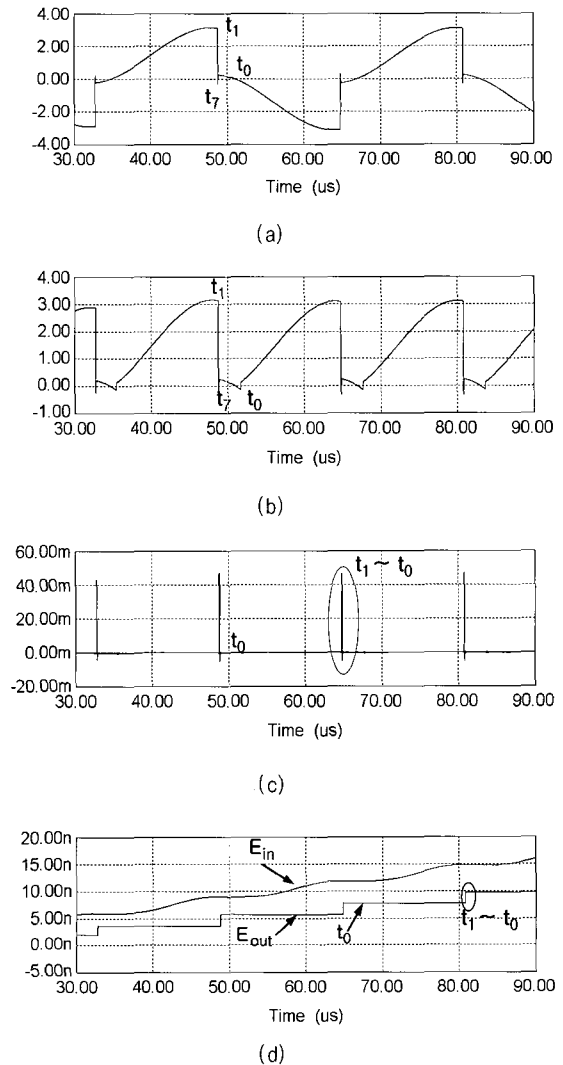 4.00
t1
2.00
t0
0.00
t7
-2.00
-4.00
30.00 40.00 50.00 60.00 70.00 80.00 90.00
Time (us)
(a)
4.00
t1
3.00
2.00
1.00
0.00
t7 t0
-1.00
30.00 40.00 50.00 60.00 70.00 80.00 90.00
Time (us)
(b)
60.00m
t1 ~ t0
40.00m
20.00m
t0
0.00m
-20.00m
30.00 40.00 50.00 60.00 70.00 80.00 90.00
Time (us)
(c)
20.00n
Ein
15.00n
10.00n
5.00n
Eout t0 t1 ~ t0
0.00n
-5.00n
30.00 40.00 50.00 60.00 70.00 80.00 90.00
Time (us)
(d)